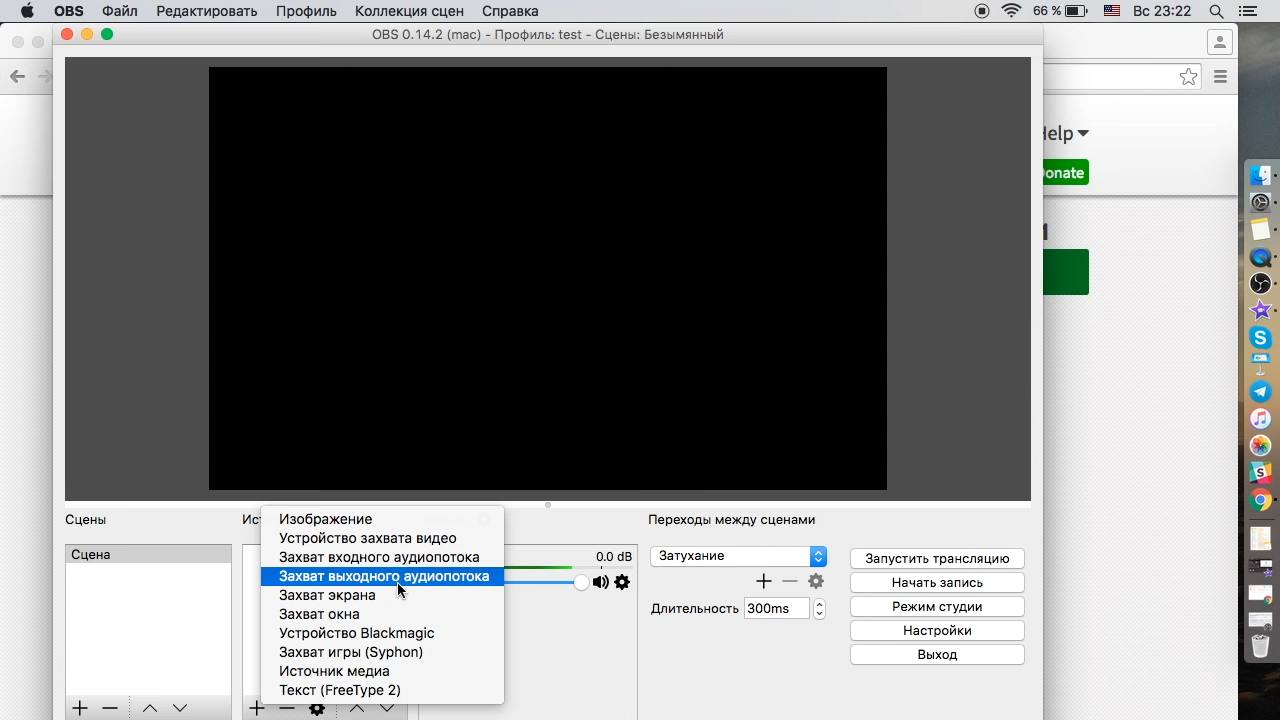 OBS Файл Редактировать Профиль Коллекция сцен Справка 66 % Вс 23:22
OBS 0.14.2 (mac) - Профиль: test - Сцены: Безымянный
Help
Donate
Сцены
Сцена
Изображение
Устройство захвата видео
Захват входного аудиопотока
Захват выходного аудиопотока
Захват экрана
Захват окна
Устройство Blackmagic
Захват игры (Syphon)
Источник медиа
Текст (FreeType 2)
0.0 dB
Переходы между сценами
Затухание
Длительность 300ms
Запустить трансляцию
Начать запись
Режим студии
Настройки
Выход